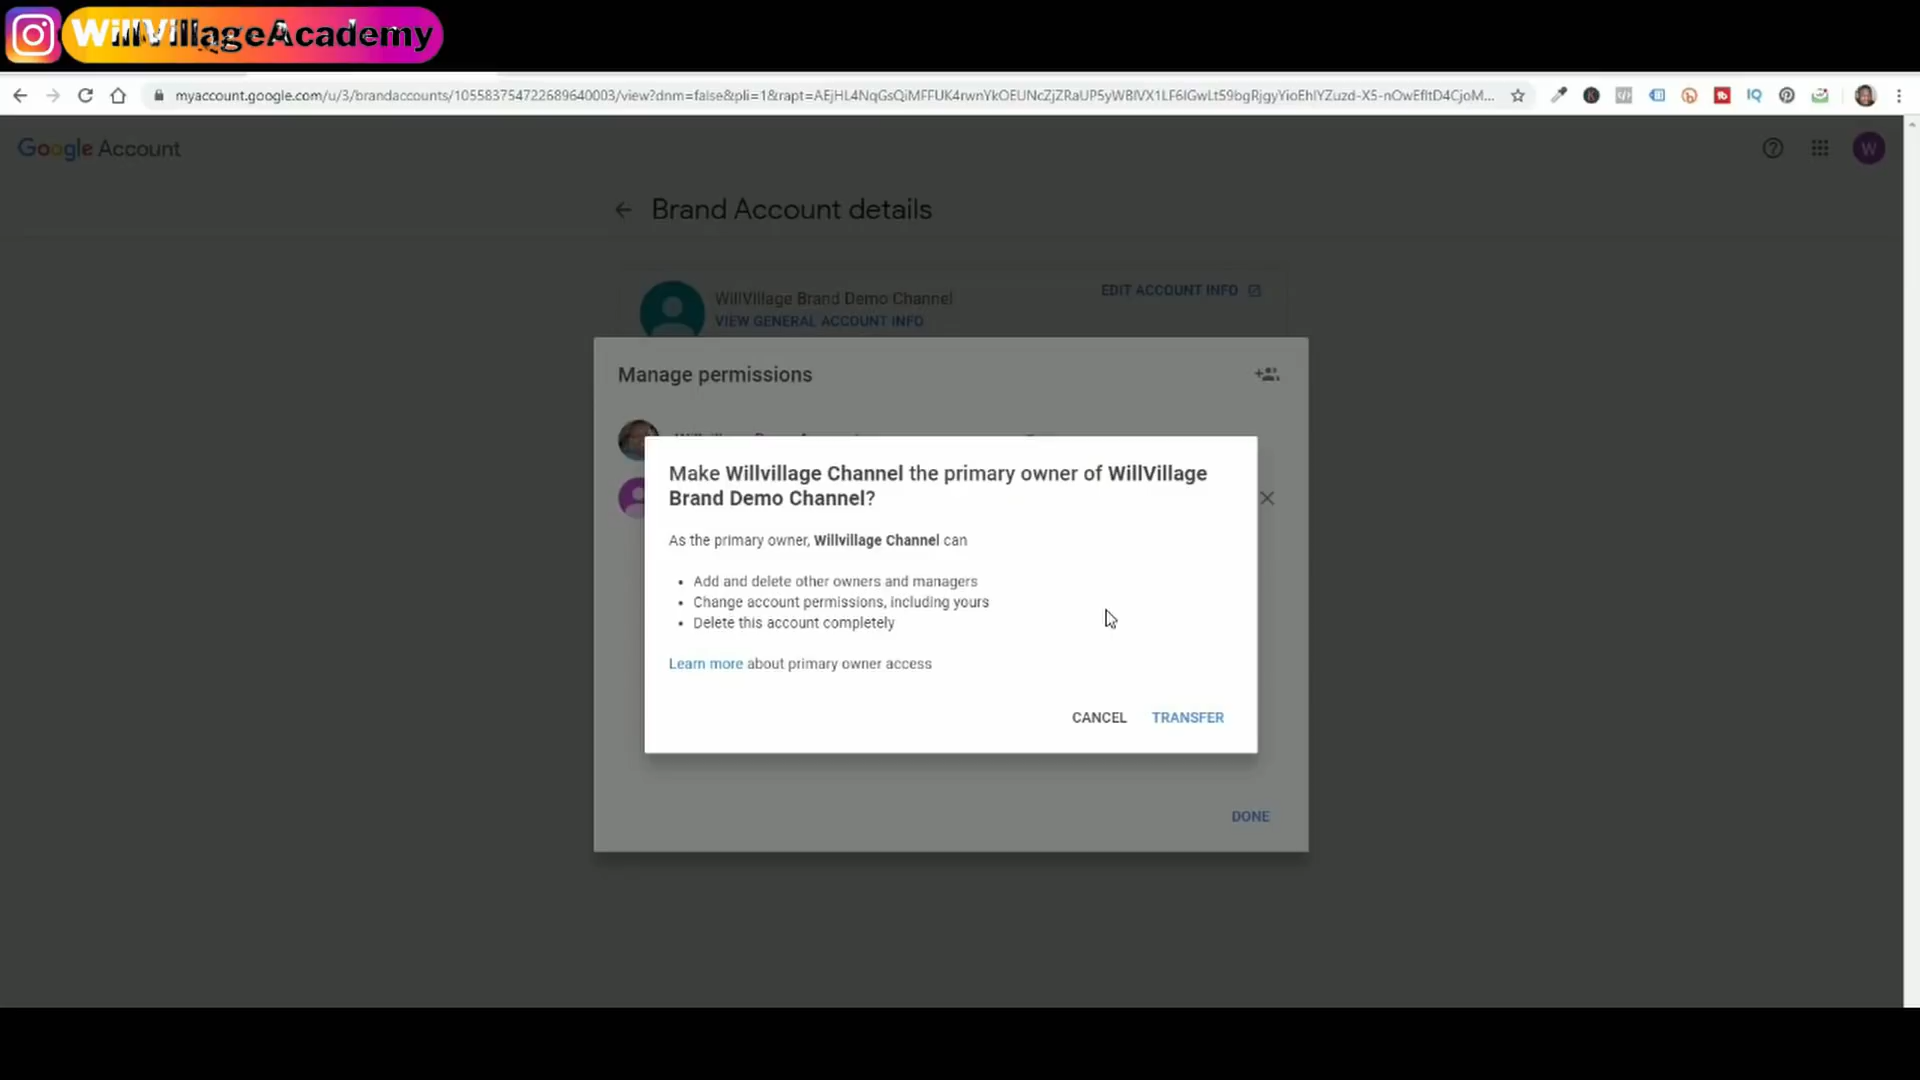 WillVillageAcademy
myaccount.google.com/u/3/brandaccounts/105583754722689640003/view?dnm=false&pli=1&rapt=
Google Account
W
Brand Account details
WillVIllage Brand Demo Channel
EDIT ACCOUNT INFO
VIEW GENERAL ACCOUNT INFO
Manage permissions
Make Willvillage Channel the primary owner of WillVillage
Brand Demo Channel?
As the primary owner, Willvillage Channel can
• Add and delete other owners and managers
• Change account permissions, including yours
• Delete this account completely
Learn more about primary owner access
CANCEL TRANSFER
DONE